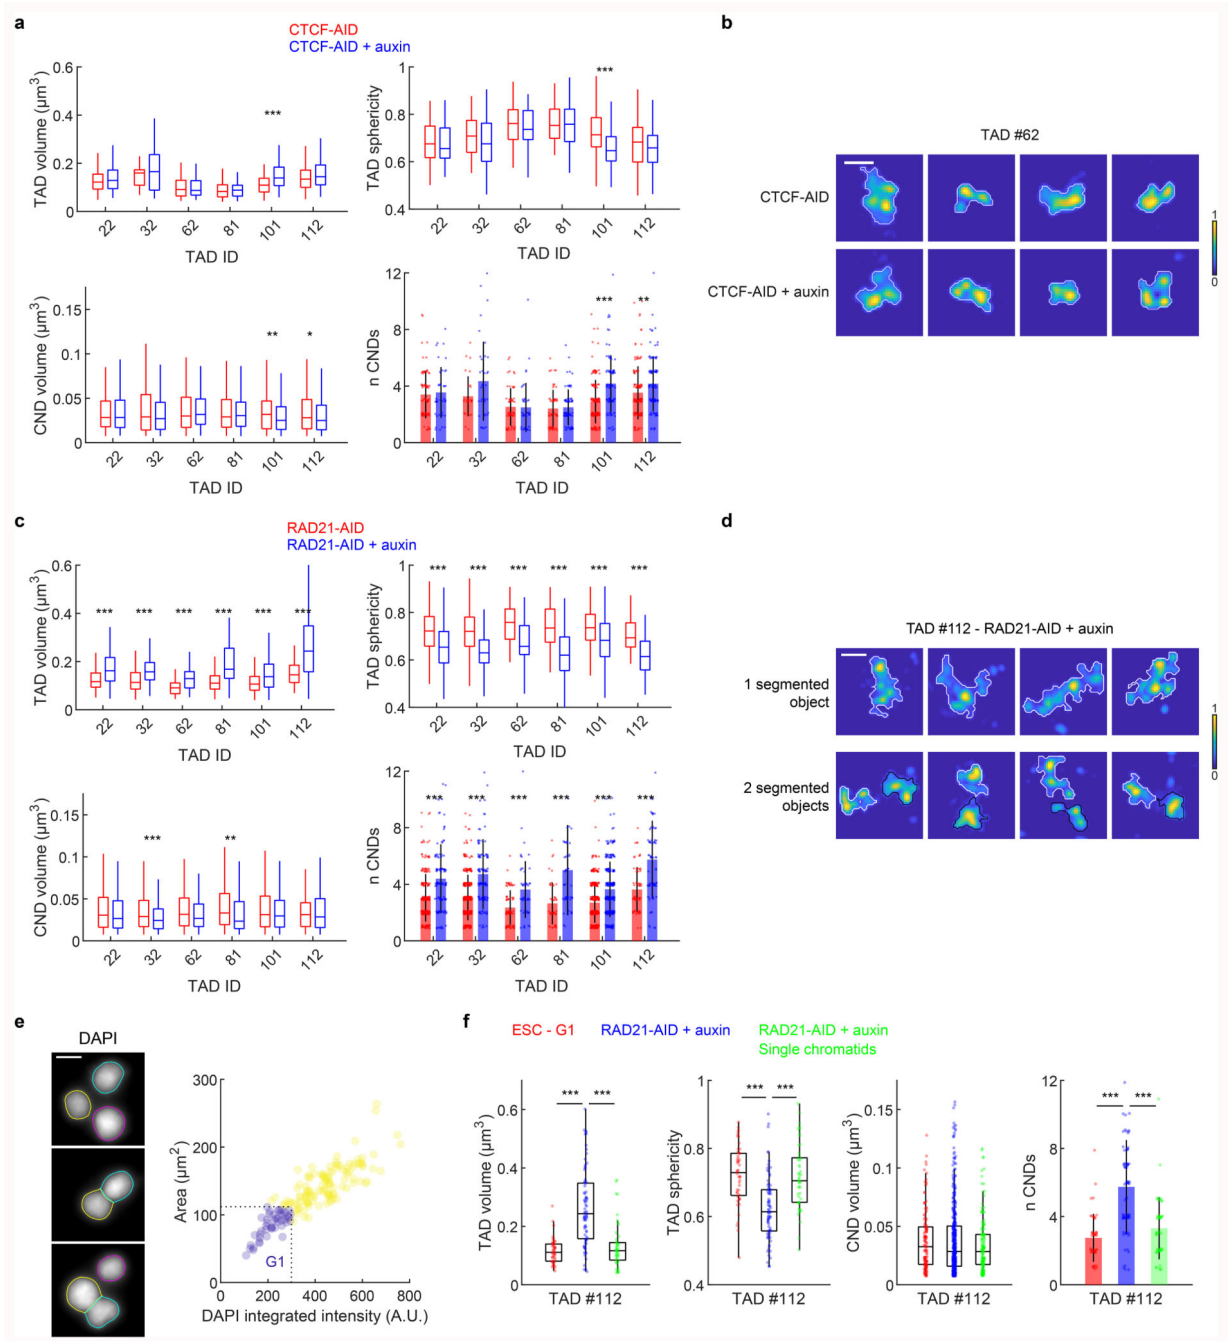 a
CTCF-AID
CTCF-AID + auxin
TAD volume (µm³)
0.6
0.4
0.2
0
***
22 32 62 81 101 112
TAD ID
TAD sphericity
1
0.8
0.6
0.4
***
22 32 62 81 101 112
TAD ID
CND volume (µm³)
0.15
0.1
0.05
0
** *
22 32 62 81 101 112
TAD ID
n CNDs
12
8
4
0
*** **
22 32 62 81 101 112
TAD ID
b
TAD #62
CTCF-AID
CTCF-AID + auxin
1
0
c
RAD21-AID
RAD21-AID + auxin
TAD volume (µm³)
0.6
0.4
0.2
0
*** *** *** *** *** ***
22 32 62 81 101 112
TAD ID
TAD sphericity
1
0.8
0.6
0.4
*** *** *** *** *** ***
22 32 62 81 101 112
TAD ID
CND volume (µm³)
0.15
0.1
0.05
0
*** **
22 32 62 81 101 112
TAD ID
n CNDs
12
8
4
0
*** *** *** *** *** ***
22 32 62 81 101 112
TAD ID
d
TAD #112 - RAD21-AID + auxin
1 segmented
object
2 segmented
objects
1
0
e
DAPI
Area (µm²)
300
200
100
0
G1
0 200 400 600 800
DAPI integrated intensity (A.U.)
f
ESC - G1
RAD21-AID + auxin
RAD21-AID + auxin
Single chromatids
TAD volume (µm³)
0.6
0.4
0.2
0
*** ***
TAD #112
TAD sphericity
1
0.8
0.6
0.4
*** ***
TAD #112
CND volume (µm³)
0.15
0.1
0.05
0
TAD #112
n CNDs
12
8
4
0
*** ***
TAD #112